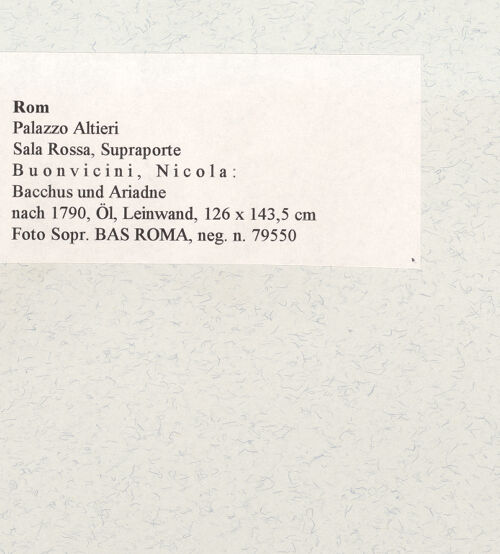 Rom
Palazzo Altieri
Sala Rossa, Supraporte
Buonvicini, Nicola:
Bacchus und Ariadne
nach 1790, Öl, Leinwand, 126 x 143,5 cm
Foto Sopr. BAS ROMA, neg. n. 79550